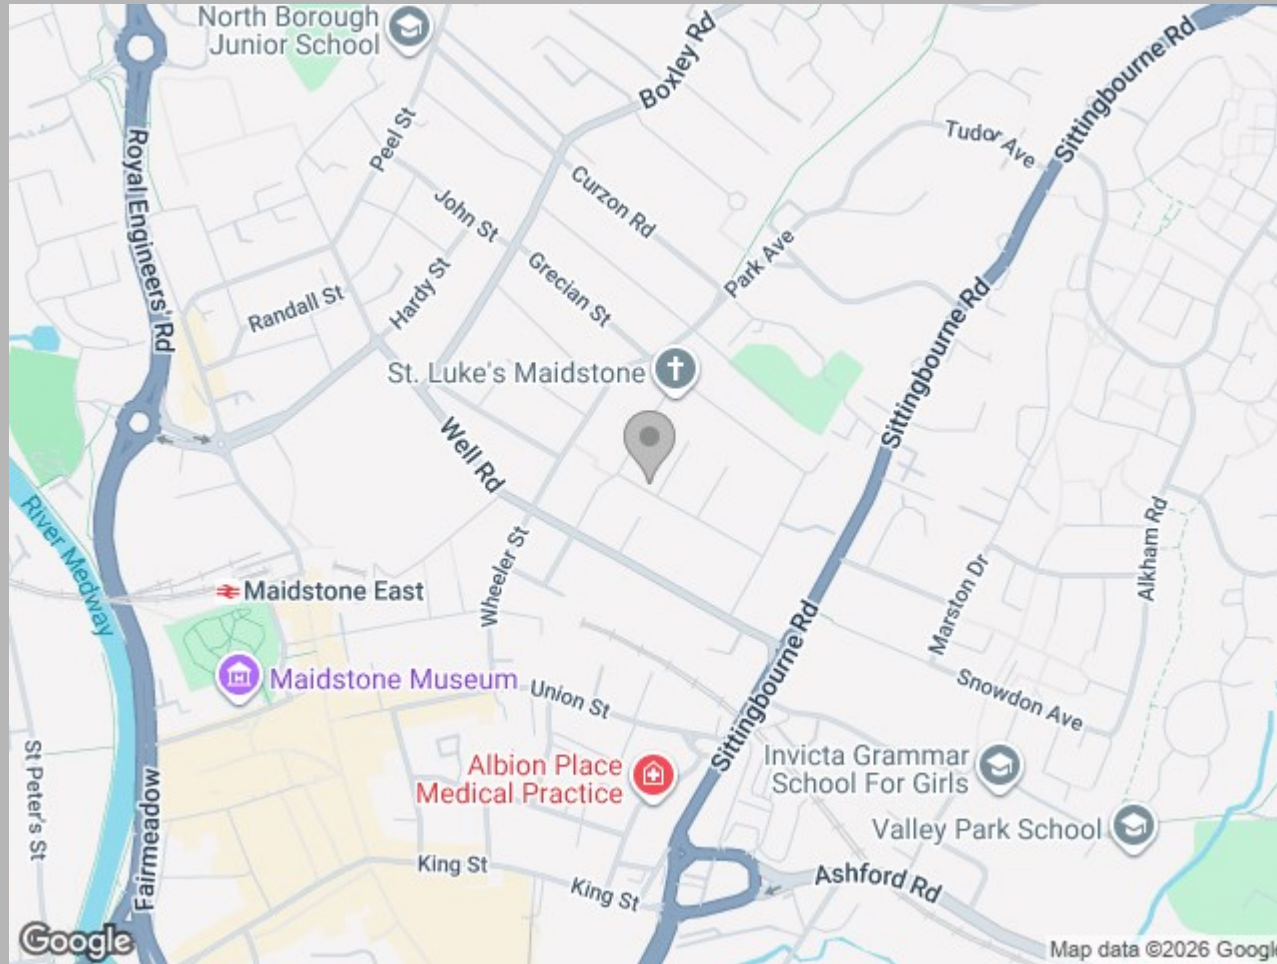 North Borough
Junior School
Boxley Rd
Sittingbourne Rd
Royal Engineers' Rd
Peel St
Tudor Ave
Curzon Rd
John St
Park Ave
Grecian St
Hardy St
Randall St
Sittingbourne Rd
St. Luke's Maidstone
Well Rd
River Medway
Alkham Rd
Wheeler St
Marston Dr
Maidstone East
Sittingbourne Rd
Maidstone Museum
Union St
Snowdon Ave
St Peter's St
Fairmeadow
Albion Place
Medical Practice
Invicta Grammar
School For Girls
Valley Park School
King St
King St
Ashford Rd
Google
Map data ©2026 Google